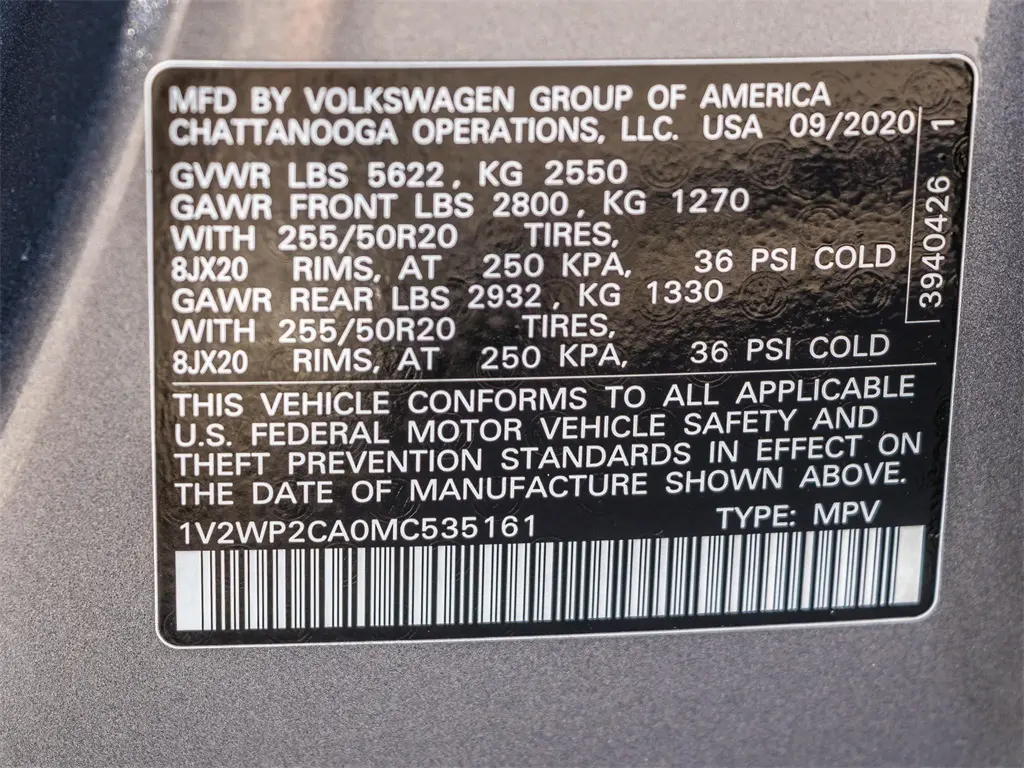 MFD BY VOLKSWAGEN GROUP OF AMERICA
CHATTANOOGA OPERATIONS, LLC. USA 09/2020
GVWR LBS 5622, KG 2550
GAWR FRONT LBS 2800, KG 1270
WITH 255/50R20 TIRES,
8JX20 RIMS, AT 250 KPA, 36 PSI COLD
GAWR REAR LBS 2932, KG 1330
WITH 255/50R20 TIRES,
8JX20 RIMS, AT 250 KPA, 36 PSI COLD
3940426 1
THIS VEHICLE CONFORMS TO ALL APPLICABLE
U.S. FEDERAL MOTOR VEHICLE SAFETY AND
THEFT PREVENTION STANDARDS IN EFFECT ON
THE DATE OF MANUFACTURE SHOWN ABOVE.
1V2WP2CA0MC535161 TYPE: MPV